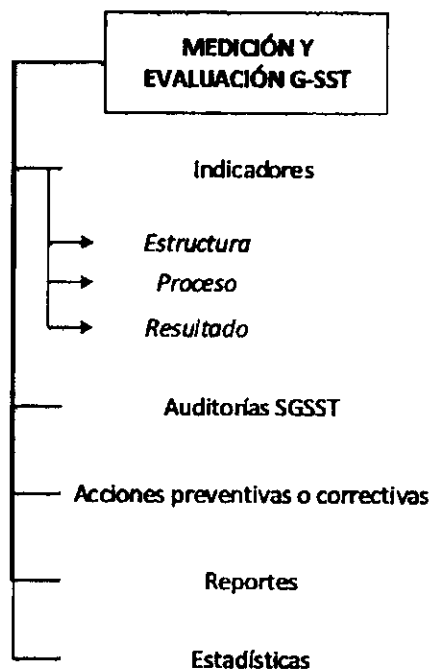 MEDICIÓN Y
EVALUACIÓN G-SST
Indicadores
Estructura
Proceso
Resultado
Auditorías SGSST
Acciones preventivas o correctivas
Reportes
Estadísticas